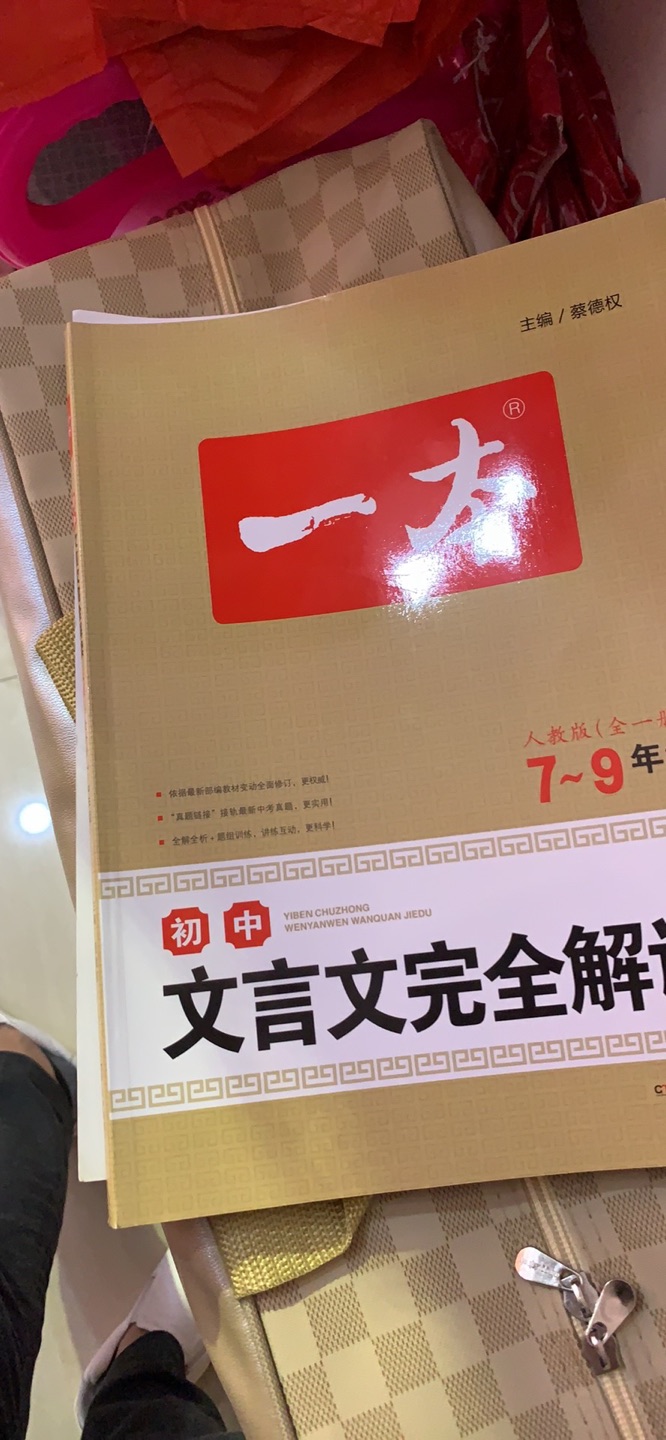 主编 / 蔡德权
一本®
人教版(全一册
7~9年
依据最新部编教材变动全面修订，更权威!
“真题链接”接轨最新中考真题，更实用!
全解全析+题组训练，讲练互动，更科学!
初中
YIBEN CHUZHONG
WENYANWEN WANQUAN JIEDU
文言文完全解